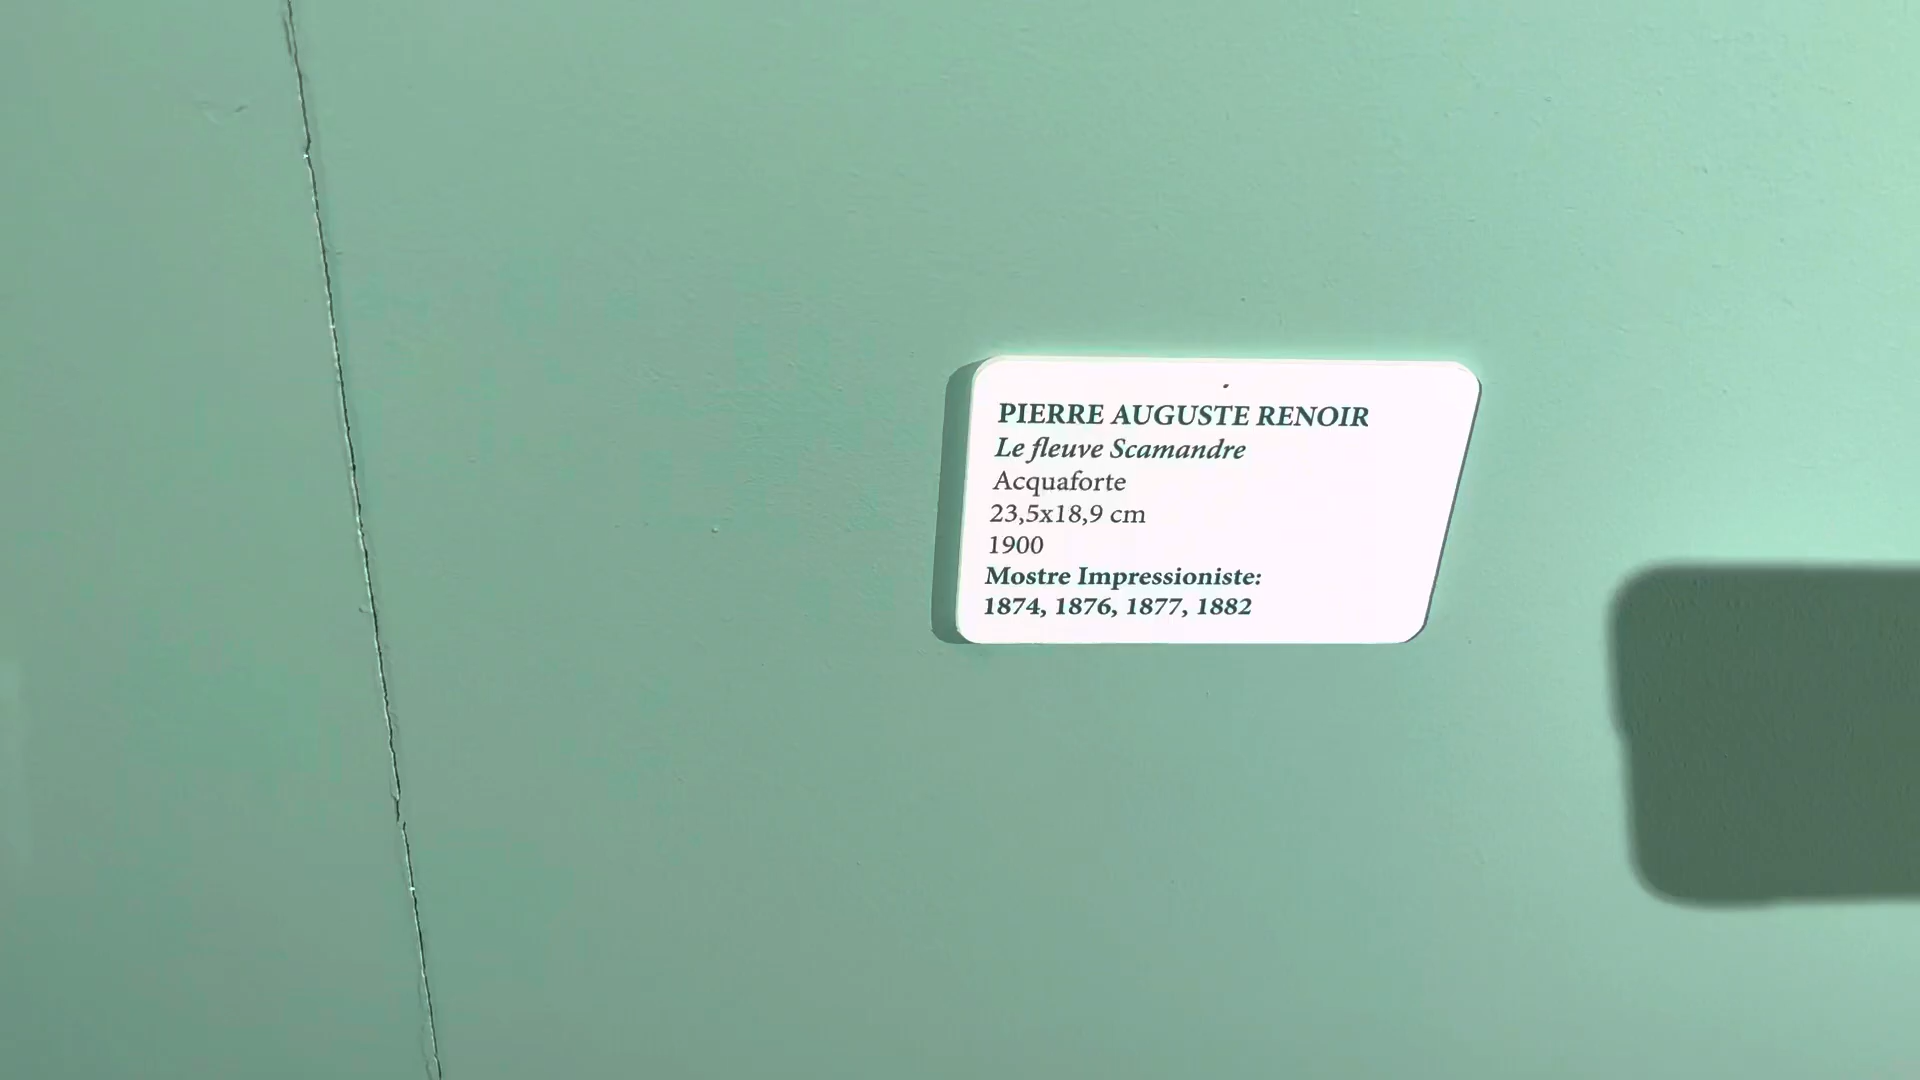 PIERRE AUGUSTE RENOIR
Le fleuve Scamandre
Acquaforte
23,5x18,9 cm
1900
Mostre Impressioniste:
1874, 1876, 1877, 1882